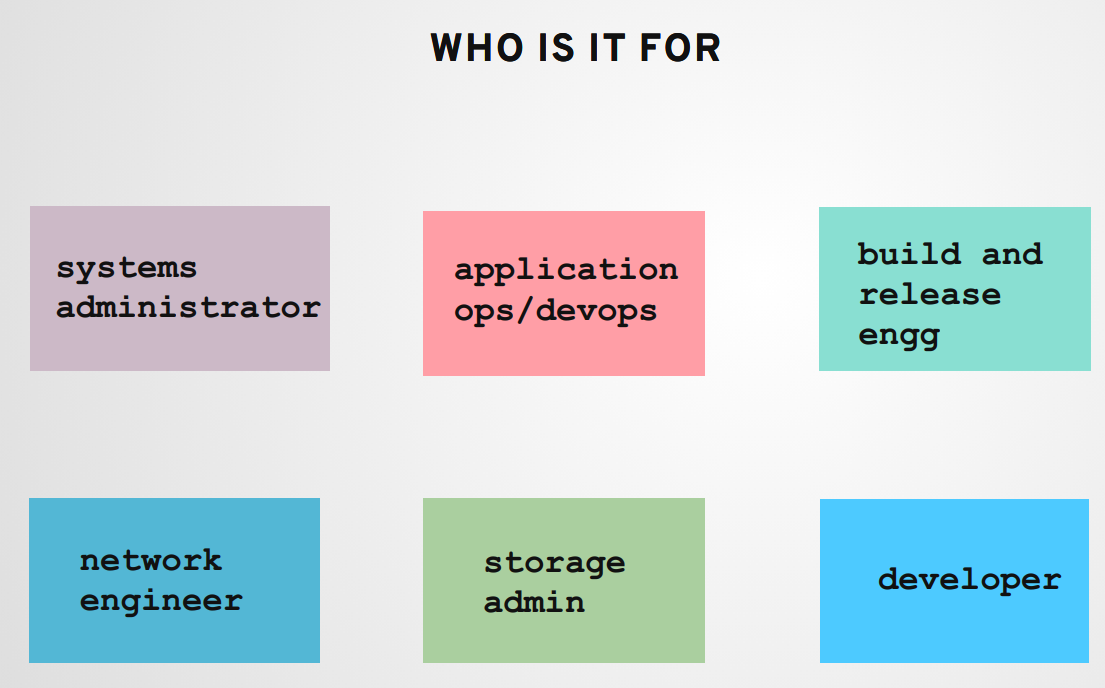 WHO IS IT FOR
systems
administrator
application
ops/devops
build and
release
engg
network
engineer
storage
admin
developer